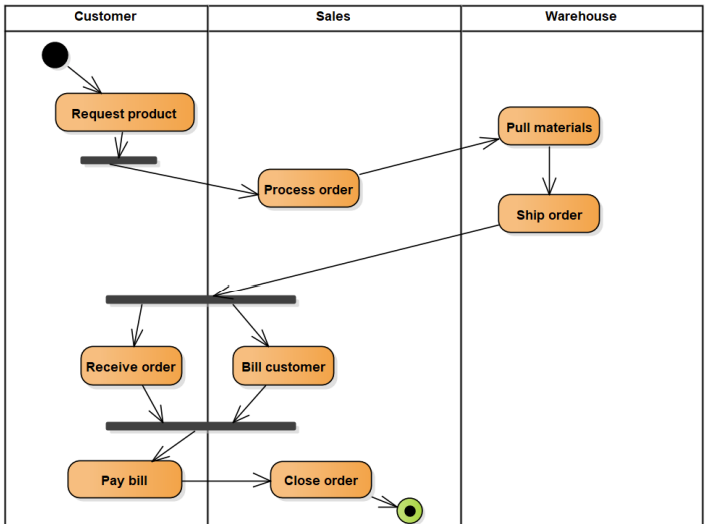 Customer
Sales
Warehouse
Request product
Pull materials
Process order
Ship order
Receive order
Bill customer
Pay bill
Close order